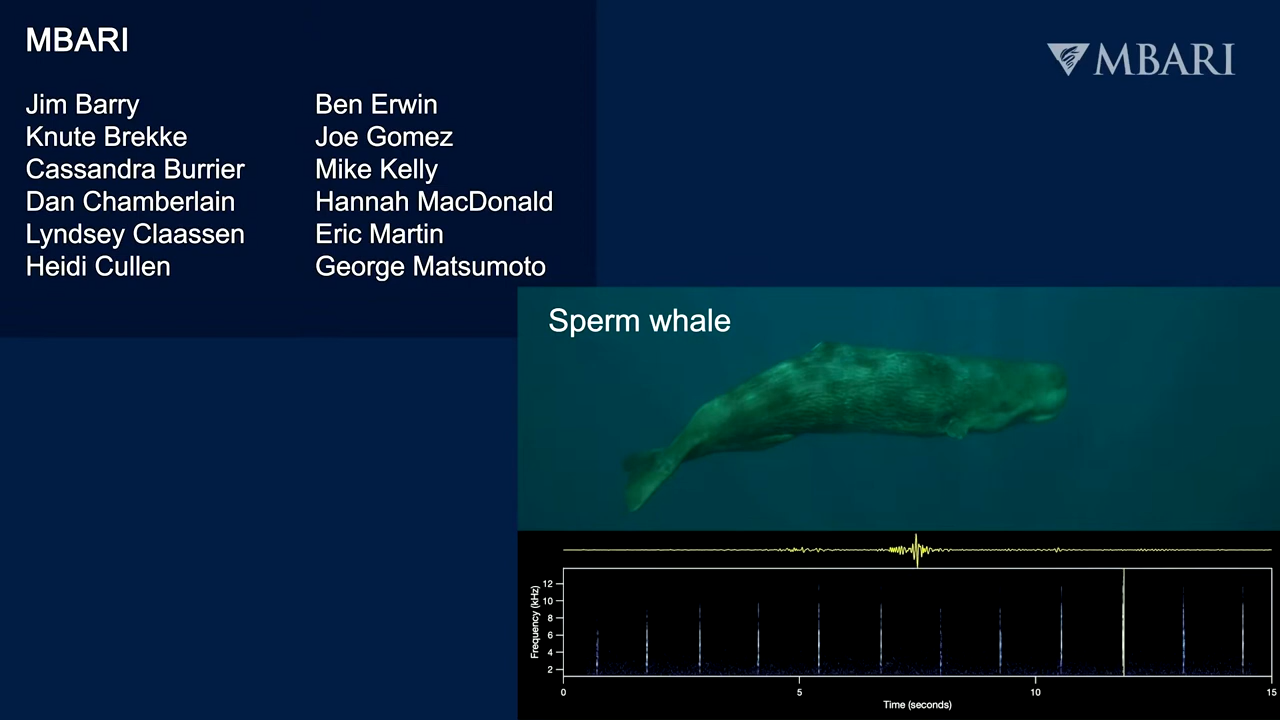 MBARI
MBARI
Jim Barry
Knute Brekke
Cassandra Burrier
Dan Chamberlain
Lyndsey Claassen
Heidi Cullen
Ben Erwin
Joe Gomez
Mike Kelly
Hannah MacDonald
Eric Martin
George Matsumoto
Sperm whale
Frequency (kHz)
12
10
8
6
4
2
0 5 10 15
Time (seconds)